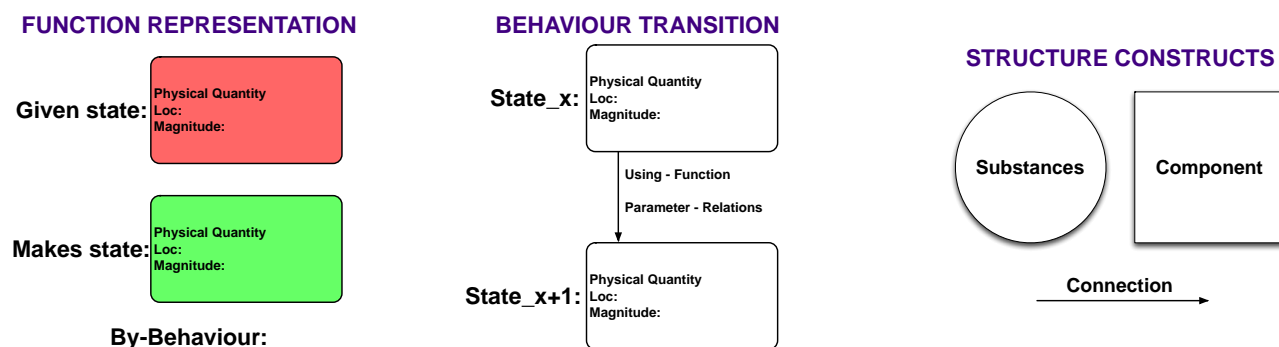 FUNCTION REPRESENTATION
Given state:
Physical Quantity
Loc:
Magnitude:
Makes state:
Physical Quantity
Loc:
Magnitude:
By-Behaviour:
BEHAVIOUR TRANSITION
State_x:
Physical Quantity
Loc:
Magnitude:
Using - Function
Parameter - Relations
State_x+1:
Physical Quantity
Loc:
Magnitude:
STRUCTURE CONSTRUCTS
Substances
Component
Connection